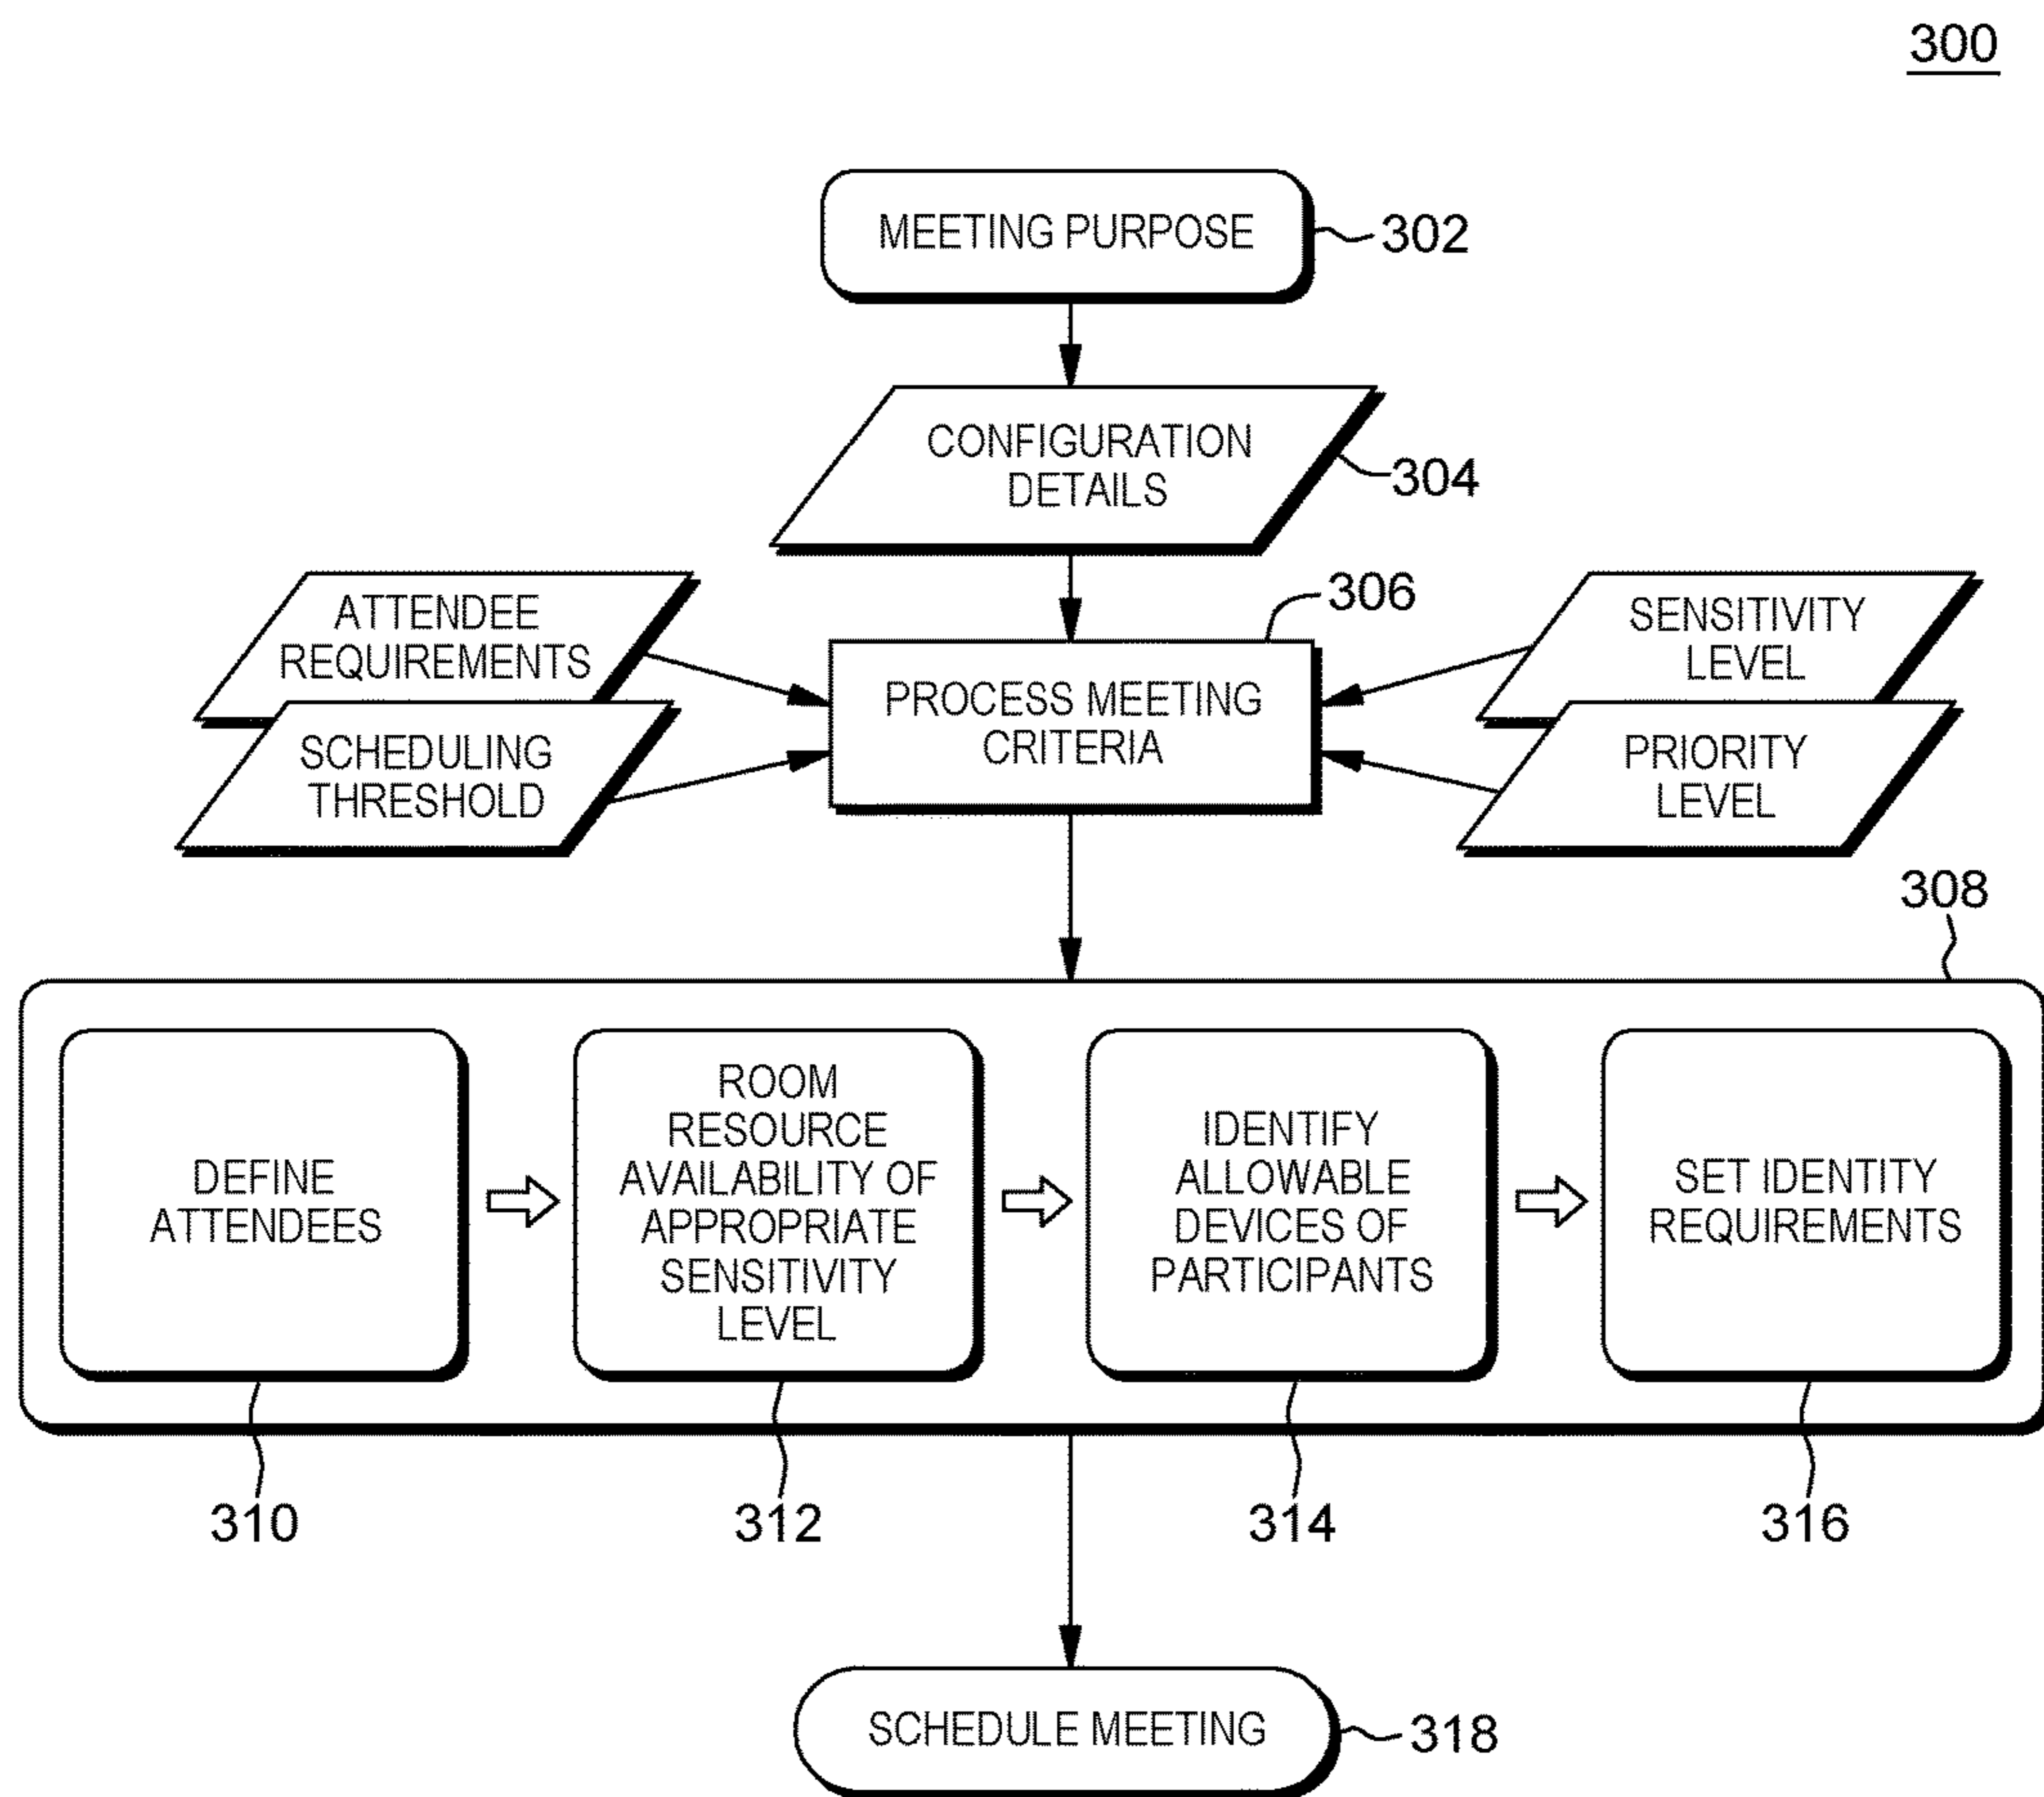 300
MEETING PURPOSE
302
CONFIGURATION
DETAILS
304
306
ATTENDEE
REQUIREMENTS
SCHEDULING
THRESHOLD
PROCESS MEETING
CRITERIA
SENSITIVITY
LEVEL
PRIORITY
LEVEL
308
DEFINE
ATTENDEES
ROOM
RESOURCE
AVAILABILITY OF
APPROPRIATE
SENSITIVITY
LEVEL
IDENTIFY
ALLOWABLE
DEVICES OF
PARTICIPANTS
SET IDENTITY
REQUIREMENTS
310
312
314
316
SCHEDULE MEETING
318